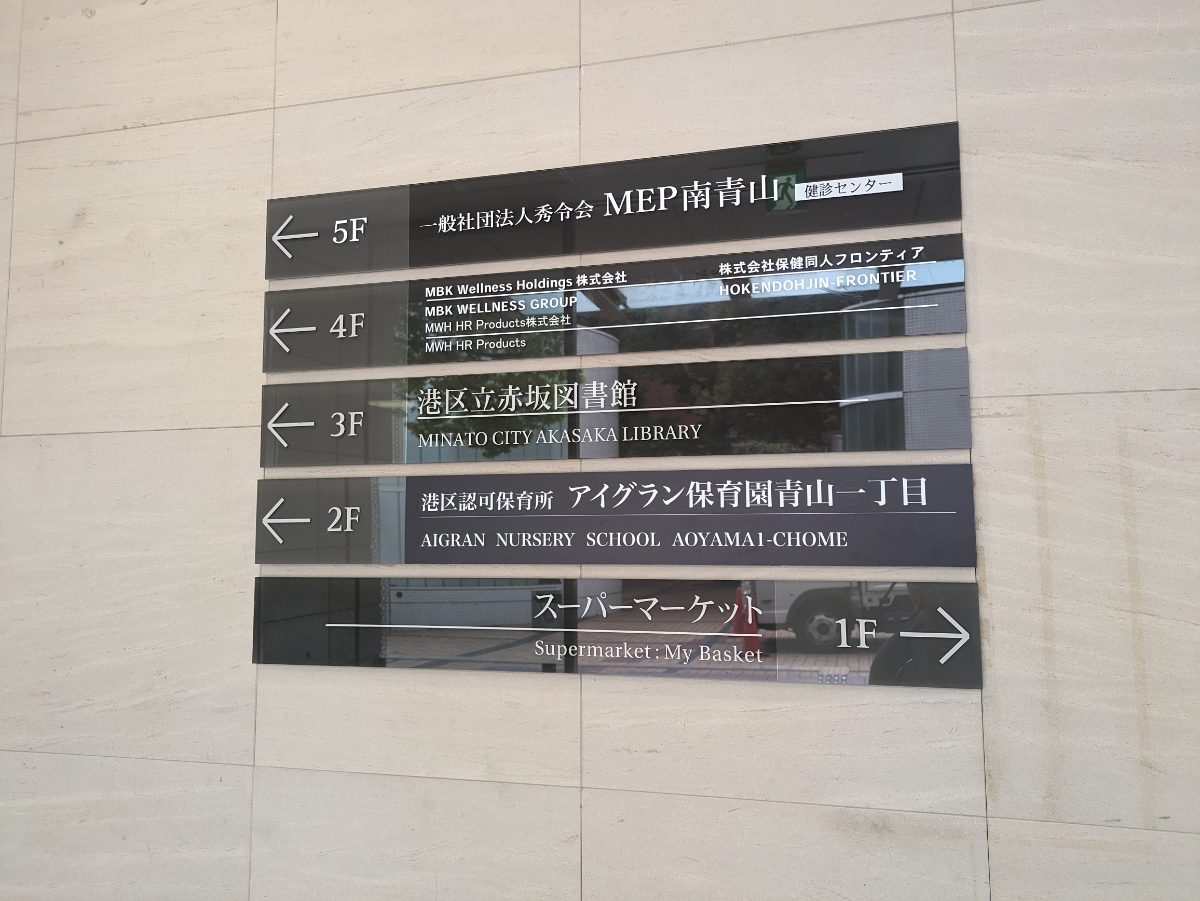 5F 一般社団法人秀令会 MEP南青山 健診センター
4F
MBK Wellness Holdings 株式会社
MBK WELLNESS GROUP
MWH HR Products株式会社
MWH HR Products
株式会社保健同人フロンティア
HOKENDOHJIN-FRONTIER
3F
港区立赤坂図書館
MINATO CITY AKASAKA LIBRARY
2F
港区認可保育所 アイグラン保育園青山一丁目
AIGRAN NURSERY SCHOOL AOYAMA1-CHOME
スーパーマーケット
Supermarket : My Basket
1F